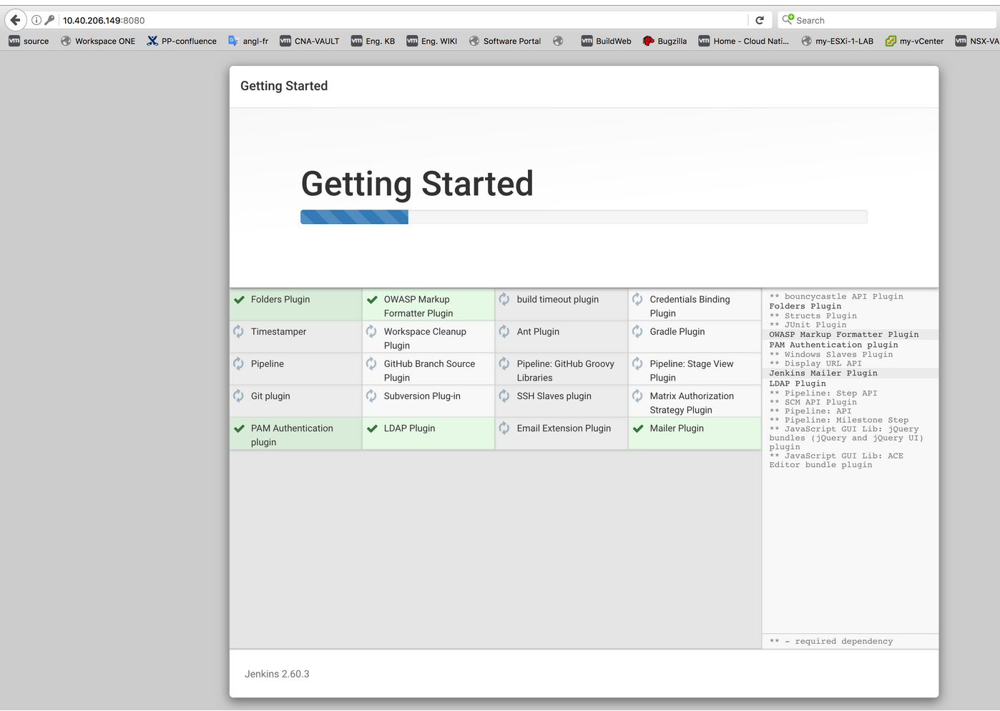 10.40.206.149:8080
Search
vm source
Workspace ONE
PP-confluence
angl-fr
vm CNA-VAULT
vm Eng. KB
vm Eng. WIKI
Software Portal
vm BuildWeb
Bugzilla
vm Home - Cloud Nati...
my-ESXi-1-LAB
my-vCenter
vm NSX-VA
Getting Started
Getting Started
Folders Plugin
OWASP Markup
Formatter Plugin
build timeout plugin
Credentials Binding
Plugin
Timestamper
Workspace Cleanup
Plugin
Ant Plugin
Gradle Plugin
Pipeline
GitHub Branch Source
Plugin
Pipeline: GitHub Groovy
Libraries
Pipeline: Stage View
Plugin
Git plugin
Subversion Plug-in
SSH Slaves plugin
Matrix Authorization
Strategy Plugin
PAM Authentication
plugin
LDAP Plugin
Email Extension Plugin
Mailer Plugin
** bouncycastle API Plugin
Folders Plugin
** Structs Plugin
** JUnit Plugin
OWASP Markup Formatter Plugin
PAM Authentication plugin
** Windows Slaves Plugin
** Display URL API
Jenkins Mailer Plugin
LDAP Plugin
** Pipeline: Step API
** SCM API Plugin
** Pipeline: API
** Pipeline: Milestone Step
** JavaScript GUI Lib: jQuery
bundles (jQuery and jQuery UI)
plugin
** JavaScript GUI Lib: ACE
Editor bundle plugin
** - required dependency
Jenkins 2.60.3